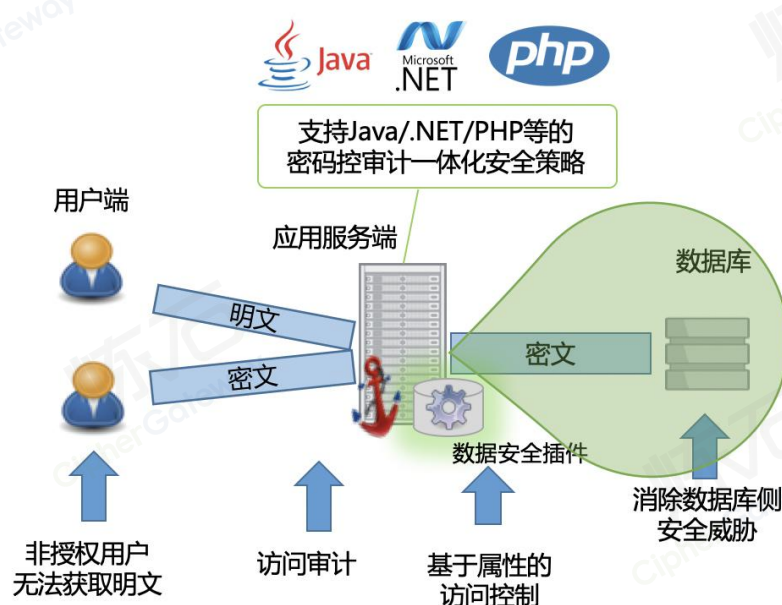 Java
Microsoft
.NET
php
支持Java/.NET/PHP等的
密码控审计一体化安全策略
用户端
应用服务端
数据库
明文
密文
密文
数据安全插件
消除数据库侧
安全威胁
非授权用户
无法获取明文
访问审计
基于属性的
访问控制
炼石
CipherGateway